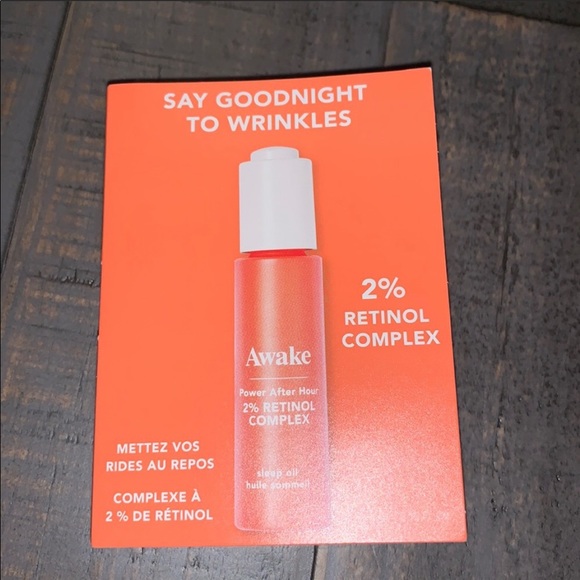 SAY GOODNIGHT
TO WRINKLES
2%
RETINOL
COMPLEX
Awake
Power After Hour
2% RETINOL
COMPLEX
sleep oil
huile sommeil
METTEZ VOS
RIDES AU REPOS
COMPLEXE À
2 % DE RÉTINOL